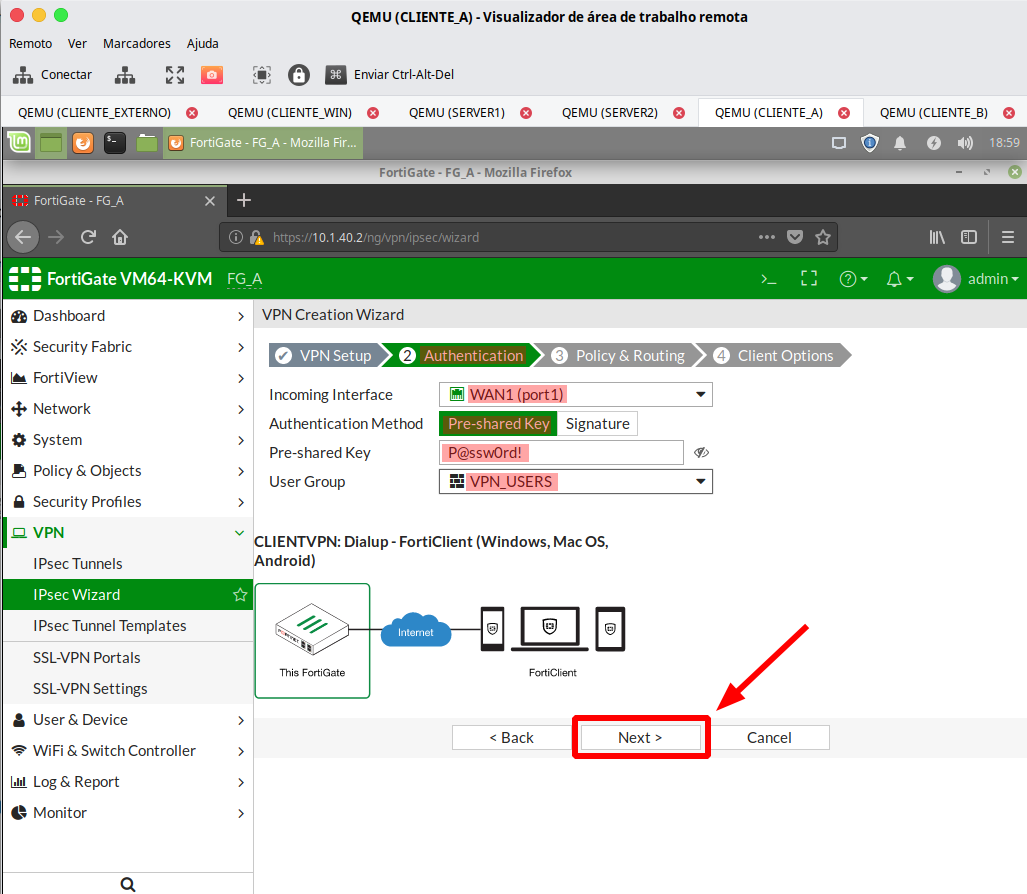 QEMU (CLIENTE_A) - Visualizador de área de trabalho remota
Remoto Ver Marcadores Ajuda
Conectar Enviar Ctrl-Alt-Del
QEMU (CLIENTE_EXTERNO) QEMU (CLIENTE_WIN) QEMU (SERVER1) QEMU (SERVER2) QEMU (CLIENTE_A) QEMU (CLIENTE_B)
FortiGate - FG_A - Mozilla Fir... 18:59
FortiGate - FG_A - Mozilla Firefox
FortiGate - FG_A
https://10.1.40.2/ng/vpn/ipsec/wizard
FortiGate VM64-KVM FG_A admin
Dashboard
Security Fabric
FortiView
Network
System
Policy & Objects
Security Profiles
VPN
IPsec Tunnels
IPsec Wizard
IPsec Tunnel Templates
SSL-VPN Portals
SSL-VPN Settings
User & Device
WiFi & Switch Controller
Log & Report
Monitor
VPN Creation Wizard
VPN Setup 2 Authentication 3 Policy & Routing 4 Client Options
Incoming Interface WAN1 (port1)
Authentication Method Pre-shared Key Signature
Pre-shared Key P@ssw0rd!
User Group VPN_USERS
CLIENTVPN: Dialup - FortiClient (Windows, Mac OS,
Android)
Internet
This FortiGate FortiClient
< Back Next > Cancel